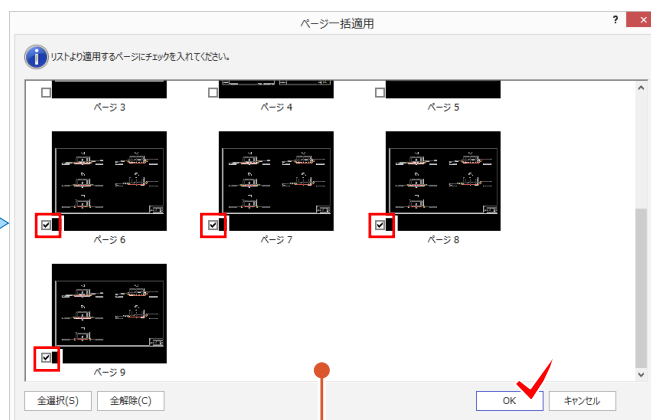 ページ一括適用
?
×
リストより適用するページにチェックを入れてください。
ページ 3
ページ 4
ページ 5
ページ 6
ページ 7
ページ 8
ページ 9
全選択(S)
全解除(C)
OK
キャンセル